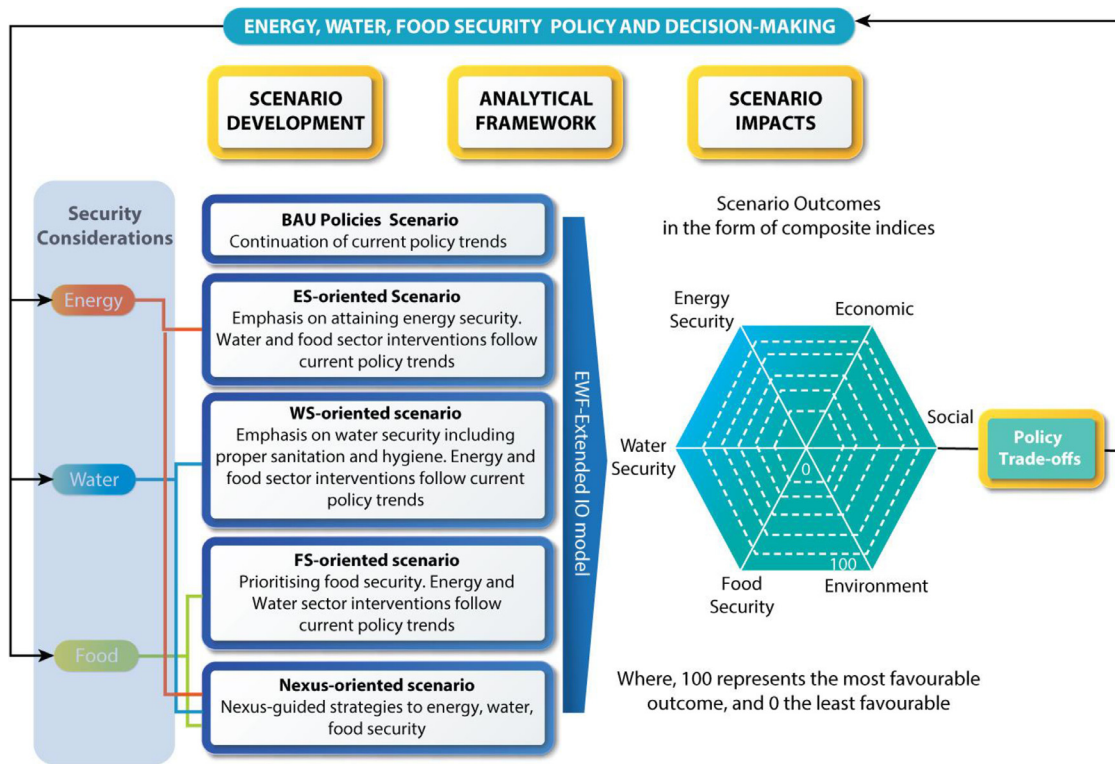 ENERGY, WATER, FOOD SECURITY POLICY AND DECISION-MAKING
SCENARIO
DEVELOPMENT
ANALYTICAL
FRAMEWORK
SCENARIO
IMPACTS
Security
Considerations
Energy
Water
Food
BAU Policies Scenario
Continuation of current policy trends
ES-oriented Scenario
Emphasis on attaining energy security.
Water and food sector interventions follow
current policy trends
WS-oriented scenario
Emphasis on water security including
proper sanitation and hygiene. Energy and
food sector interventions follow current
policy trends
FS-oriented scenario
Prioritising food security. Energy and
Water sector interventions follow
current policy trends
Nexus-oriented scenario
Nexus-guided strategies to energy, water,
food security
EWF-Extended IO model
Scenario Outcomes
in the form of composite indices
Energy
Security
Economic
Water
Security
Social
0
100
Food
Security
Environment
Policy
Trade-offs
Where, 100 represents the most favourable
outcome, and 0 the least favourable